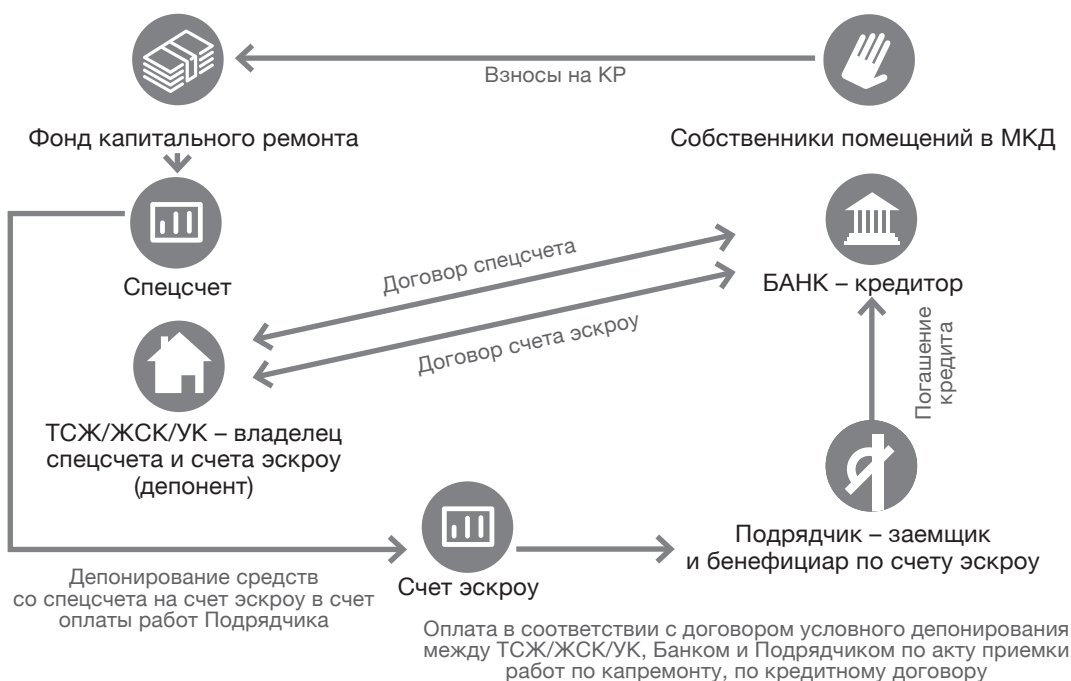 Взносы на КР
Фонд капитального ремонта
Собственники помещений в МКД
Спецсчет
Договор спецсчета
БАНК – кредитор
Договор счета эскроу
Погашение
кредита
ТСЖ/ЖСК/УК – владелец
спецсчета и счета эскроу
(депонент)
Подрядчик – заемщик
и бенефициар по счету эскроу
Счет эскроу
Депонирование средств
со спецсчета на счет эскроу в счет
оплаты работ Подрядчика
Оплата в соответствии с договором условного депонирования
между ТСЖ/ЖСК/УК, Банком и Подрядчиком по акту приемки
работ по капремонту, по кредитному договору